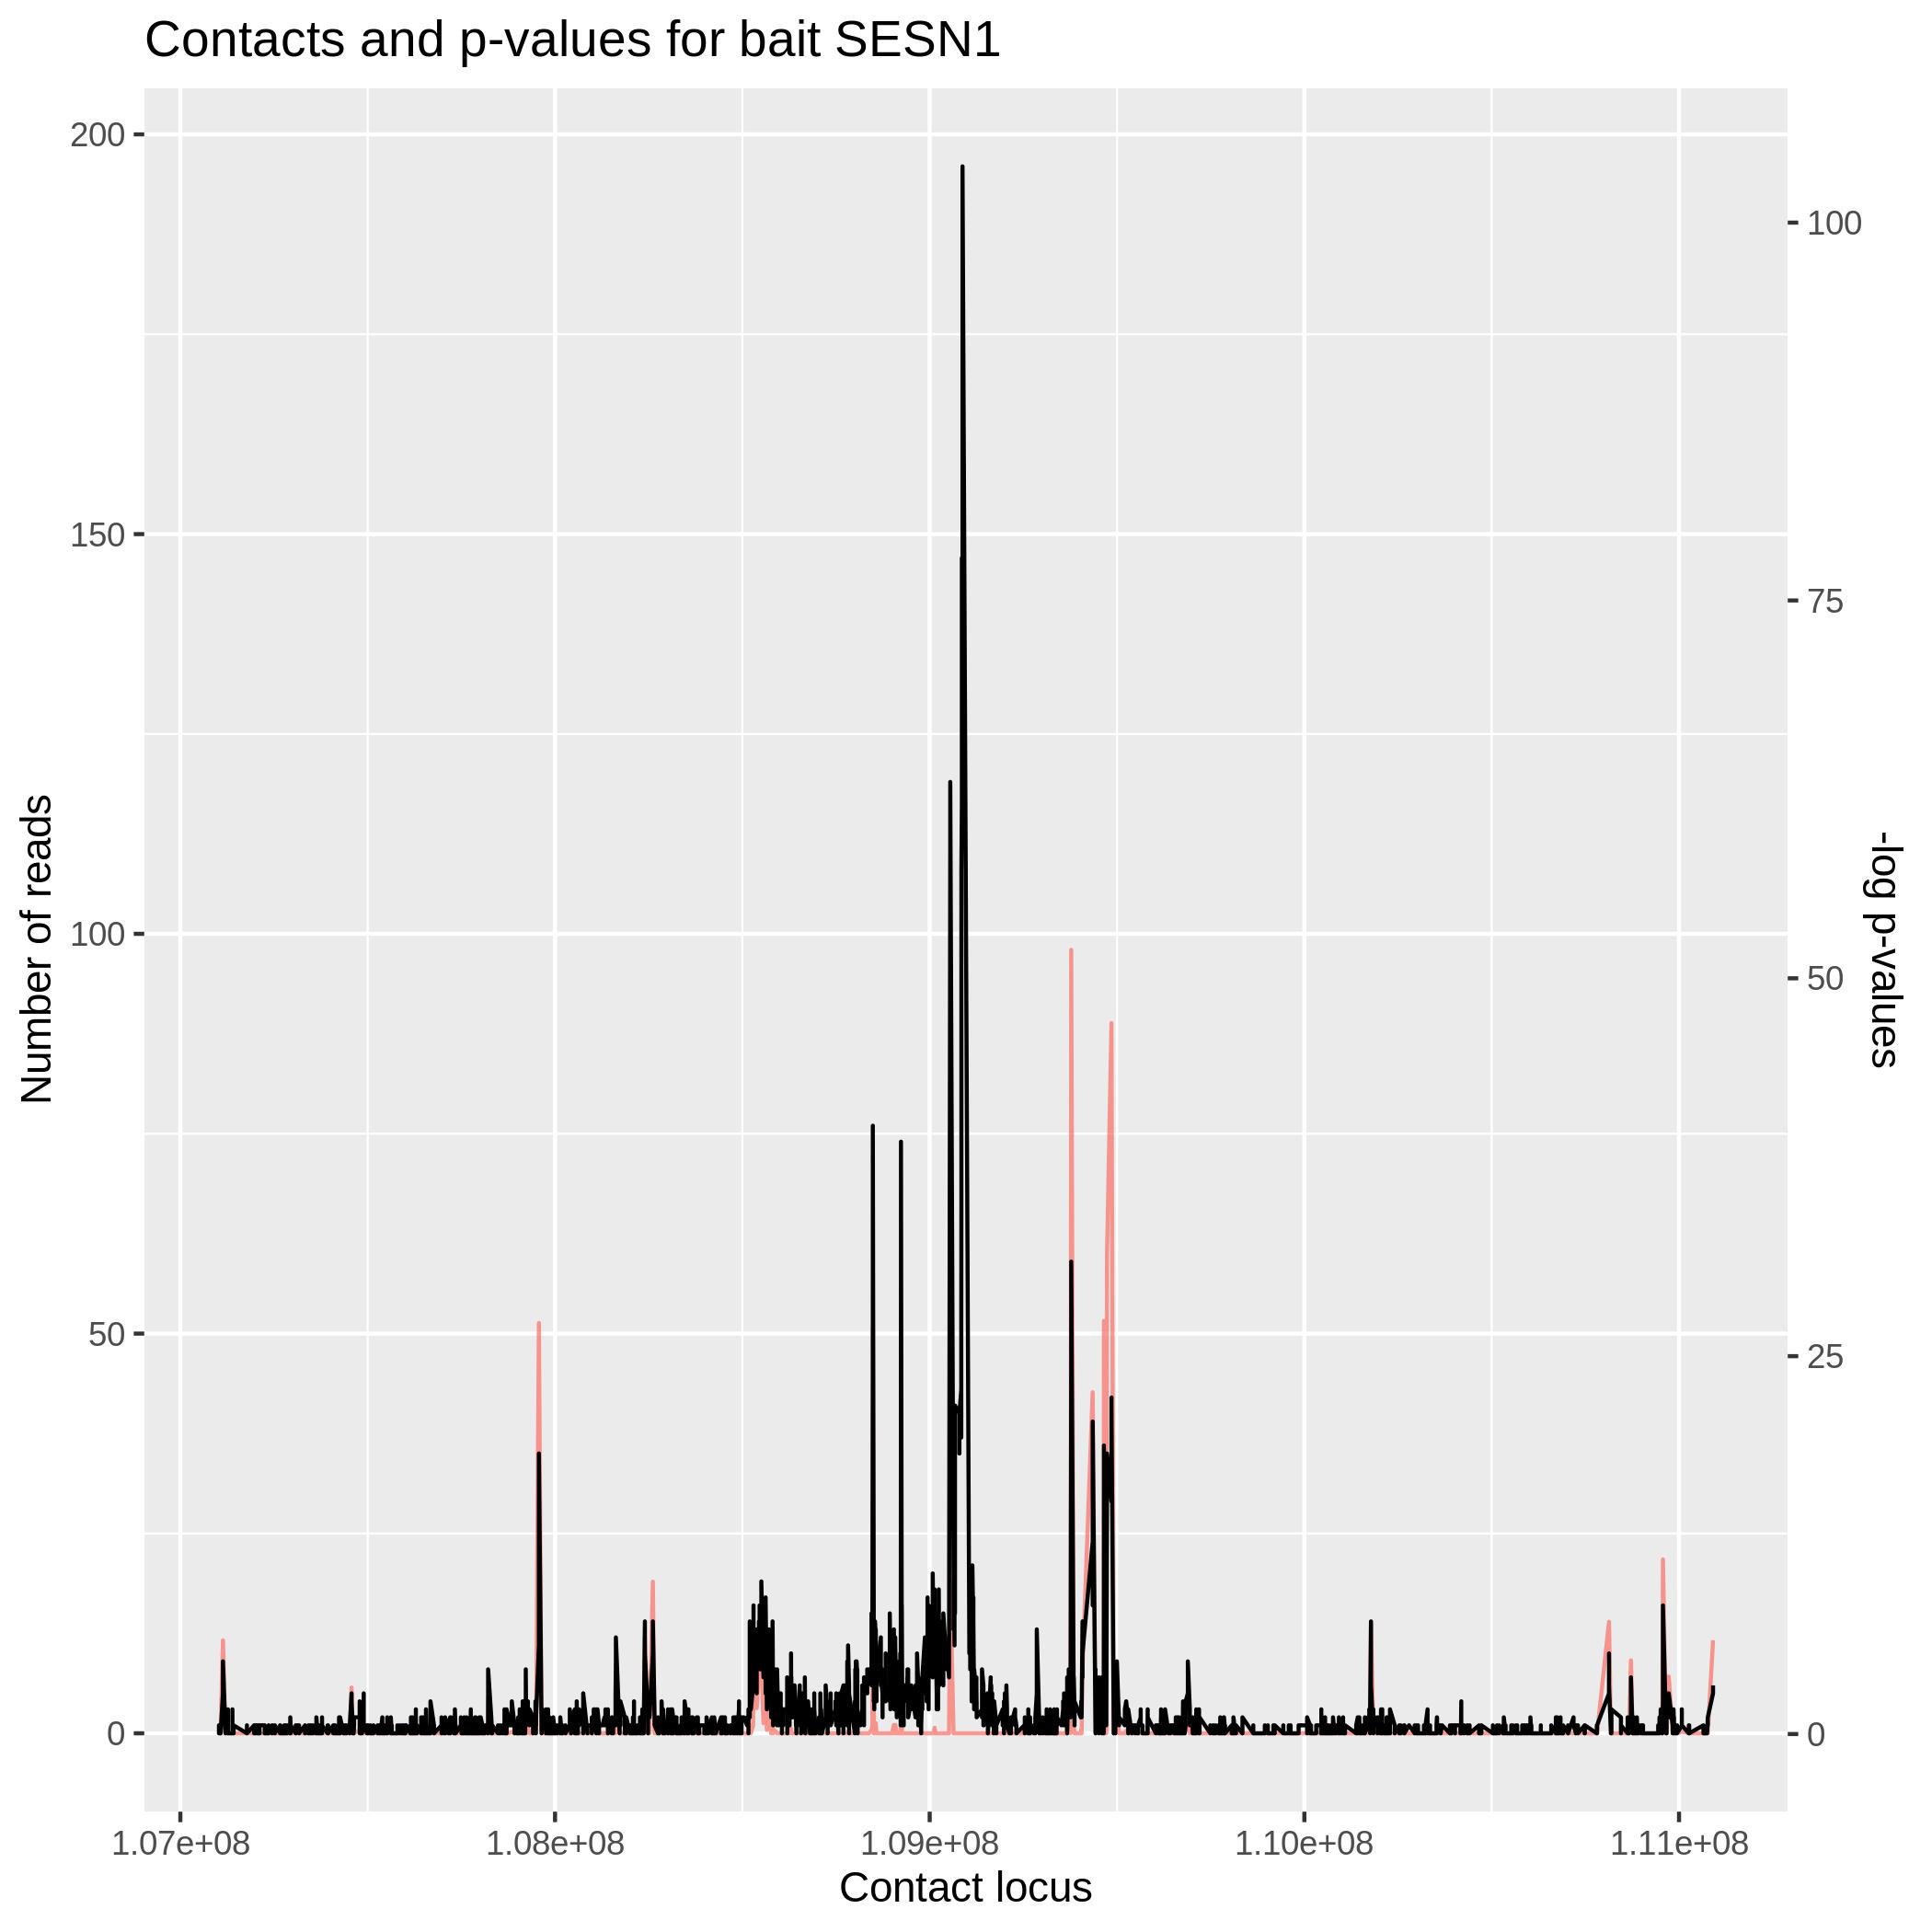 Contacts and p-values for bait SESN1
200
150
100
50
0
Number of reads
100
75
50
25
0
-log p-values
1.07e+08
1.08e+08
1.09e+08
1.10e+08
1.11e+08
Contact locus